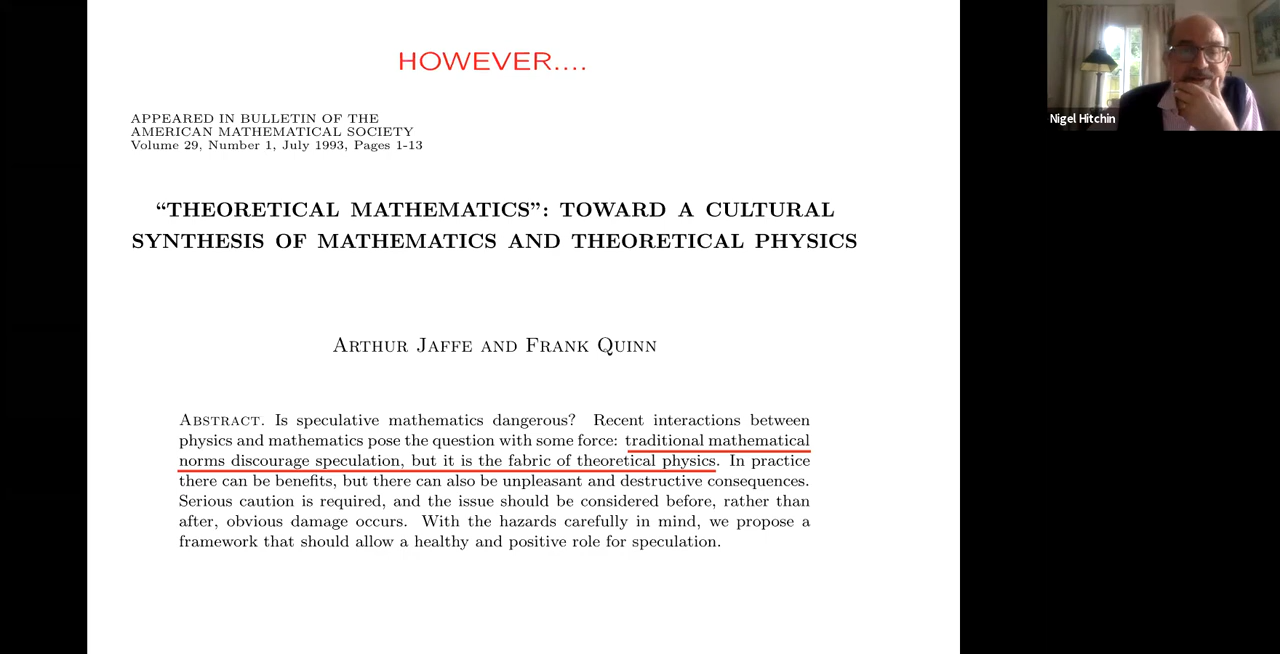 HOWEVER....
APPEARED IN BULLETIN OF THE
AMERICAN MATHEMATICAL SOCIETY
Volume 29, Number 1, July 1993, Pages 1-13
“THEORETICAL MATHEMATICS”: TOWARD A CULTURAL
SYNTHESIS OF MATHEMATICS AND THEORETICAL PHYSICS
Arthur Jaffe and Frank Quinn
Abstract. Is speculative mathematics dangerous? Recent interactions between
physics and mathematics pose the question with some force: traditional mathematical
norms discourage speculation, but it is the fabric of theoretical physics. In practice
there can be benefits, but there can also be unpleasant and destructive consequences.
Serious caution is required, and the issue should be considered before, rather than
after, obvious damage occurs. With the hazards carefully in mind, we propose a
framework that should allow a healthy and positive role for speculation.
Nigel Hitchin